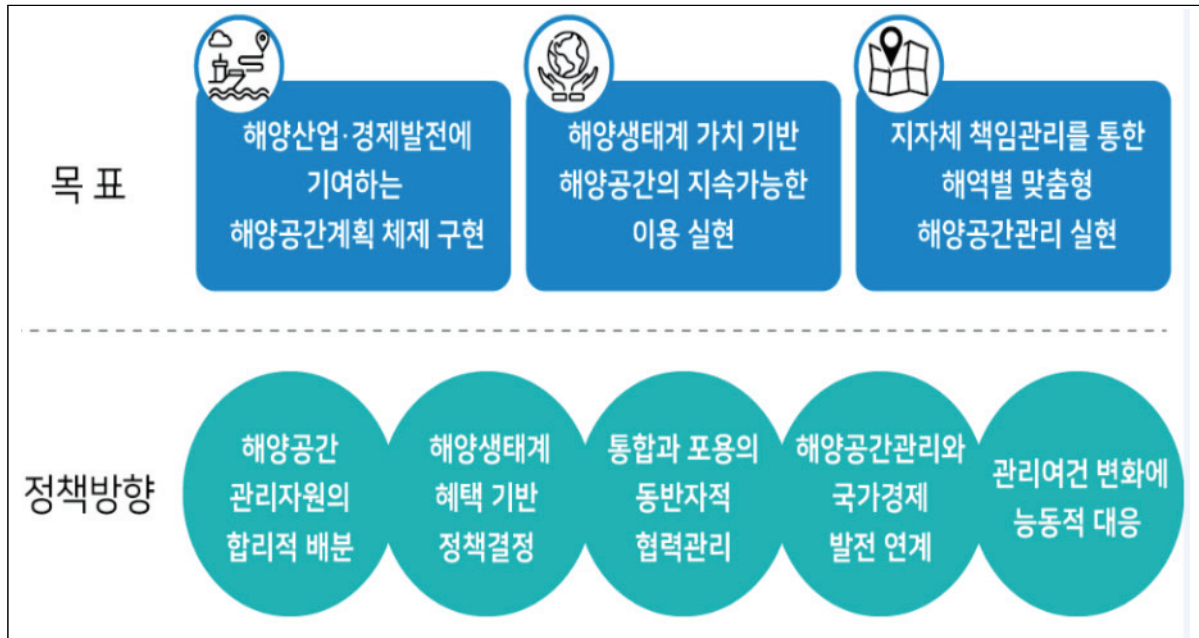 목 표
해양산업·경제발전에
기여하는
해양공간계획 체제 구현
해양생태계 가치 기반
해양공간의 지속가능한
이용 실현
지자체 책임관리를 통한
해역별 맞춤형
해양공간관리 실현
정책방향
해양공간
관리자원의
합리적 배분
해양생태계
혜택 기반
정책결정
통합과 포용의
동반자적
협력관리
해양공간관리와
국가경제
발전 연계
관리여건 변화에
능동적 대응